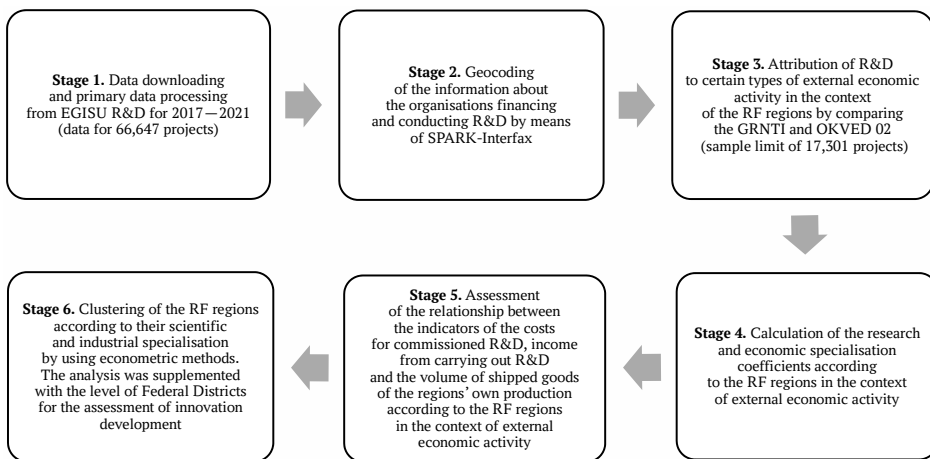 Stage 1. Data downloading
and primary data processing
from EGISU R&D for 2017—2021
(data for 66,647 projects)
Stage 2. Geocoding
of the information about
the organisations financing
and conducting R&D by means
of SPARK-Interfax
Stage 3. Attribution of R&D
to certain types of external economic
activity in the context
of the RF regions by comparing
the GRNTI and OKVED 02
(sample limit of 17,301 projects)
Stage 4. Calculation of the research
and economic specialisation
coefficients according
to the RF regions in the context
of external economic activity
Stage 5. Assessment
of the relationship between
the indicators of the costs
for commissioned R&D, income
from carrying out R&D
and the volume of shipped goods
of the regions’ own production
according to the RF regions
in the context of external
economic activity
Stage 6. Clustering of the RF regions
according to their scientific
and industrial specialisation
by using econometric methods.
The analysis was supplemented
with the level of Federal Districts
for the assessment of innovation
development